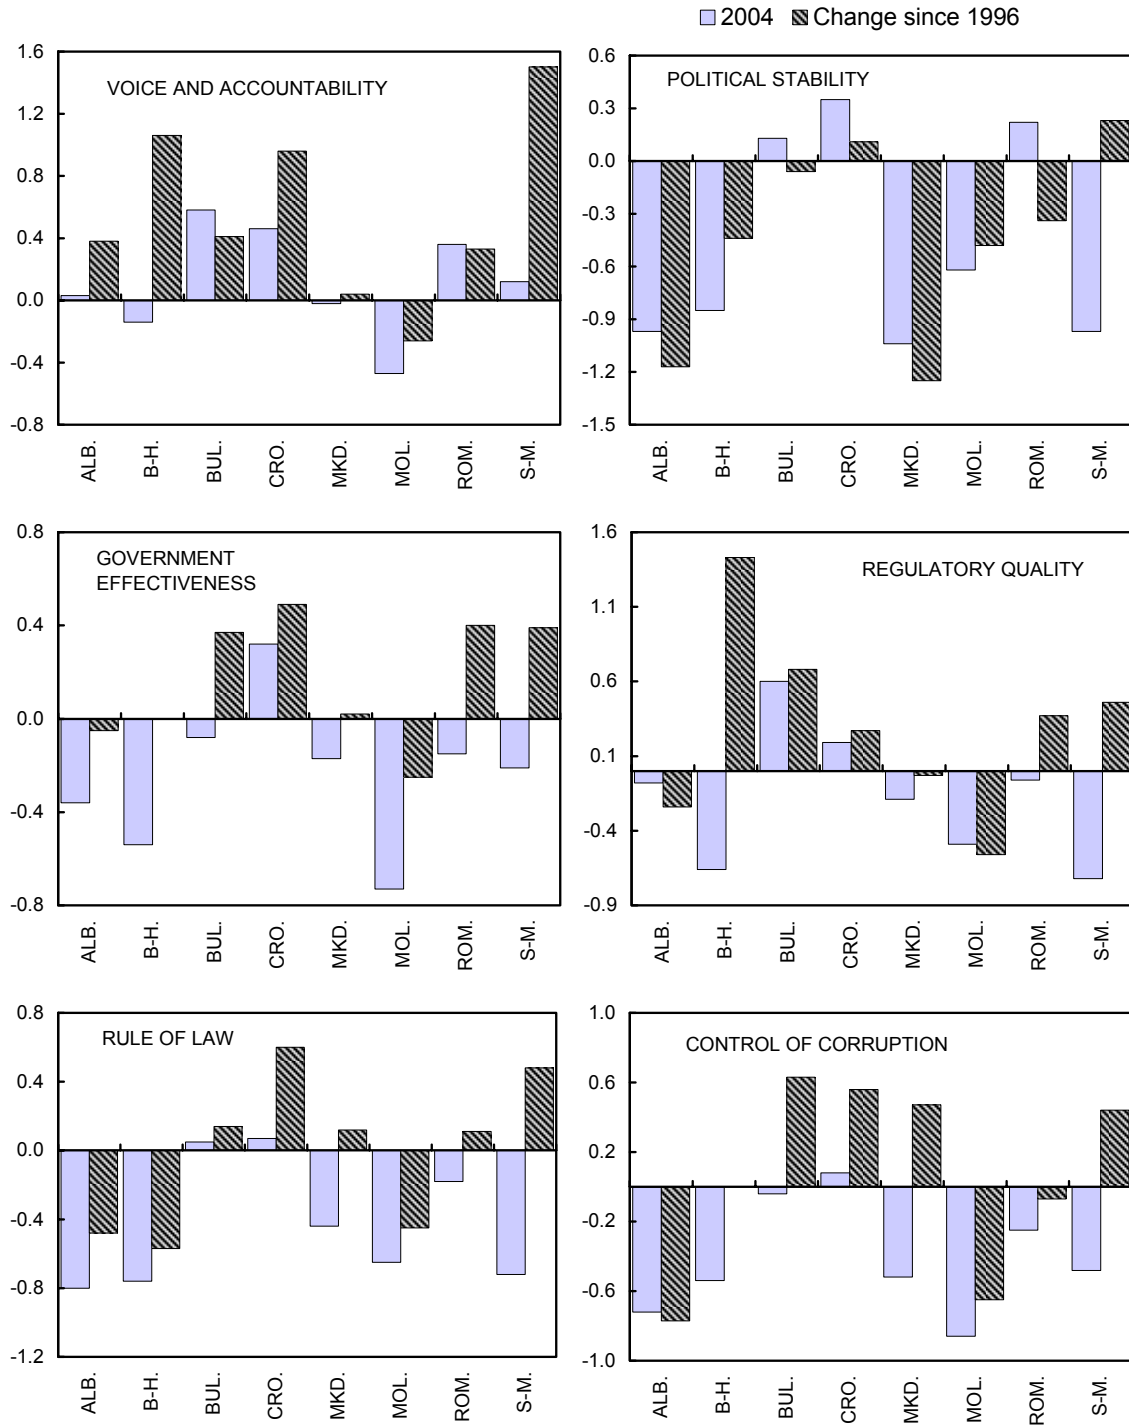 2004 Change since 1996
VOICE AND ACCOUNTABILITY
1.6
1.2
0.8
0.4
0.0
-0.4
-0.8
ALB.
B-H.
BUL.
CRO.
MKD.
MOL.
ROM.
S-M.
POLITICAL STABILITY
0.6
0.3
0.0
-0.3
-0.6
-0.9
-1.2
-1.5
ALB.
B-H.
BUL.
CRO.
MKD.
MOL.
ROM.
S-M.
GOVERNMENT
EFFECTIVENESS
0.8
0.4
0.0
-0.4
-0.8
ALB.
B-H.
BUL.
CRO.
MKD.
MOL.
ROM.
S-M.
REGULATORY QUALITY
1.6
1.1
0.6
0.1
-0.4
-0.9
ALB.
B-H.
BUL.
CRO.
MKD.
MOL.
ROM.
S-M.
RULE OF LAW
0.8
0.4
0.0
-0.4
-0.8
-1.2
ALB.
B-H.
BUL.
CRO.
MKD.
MOL.
ROM.
S-M.
CONTROL OF CORRUPTION
1.0
0.6
0.2
-0.2
-0.6
-1.0
ALB.
B-H.
BUL.
CRO.
MKD.
MOL.
ROM.
S-M.